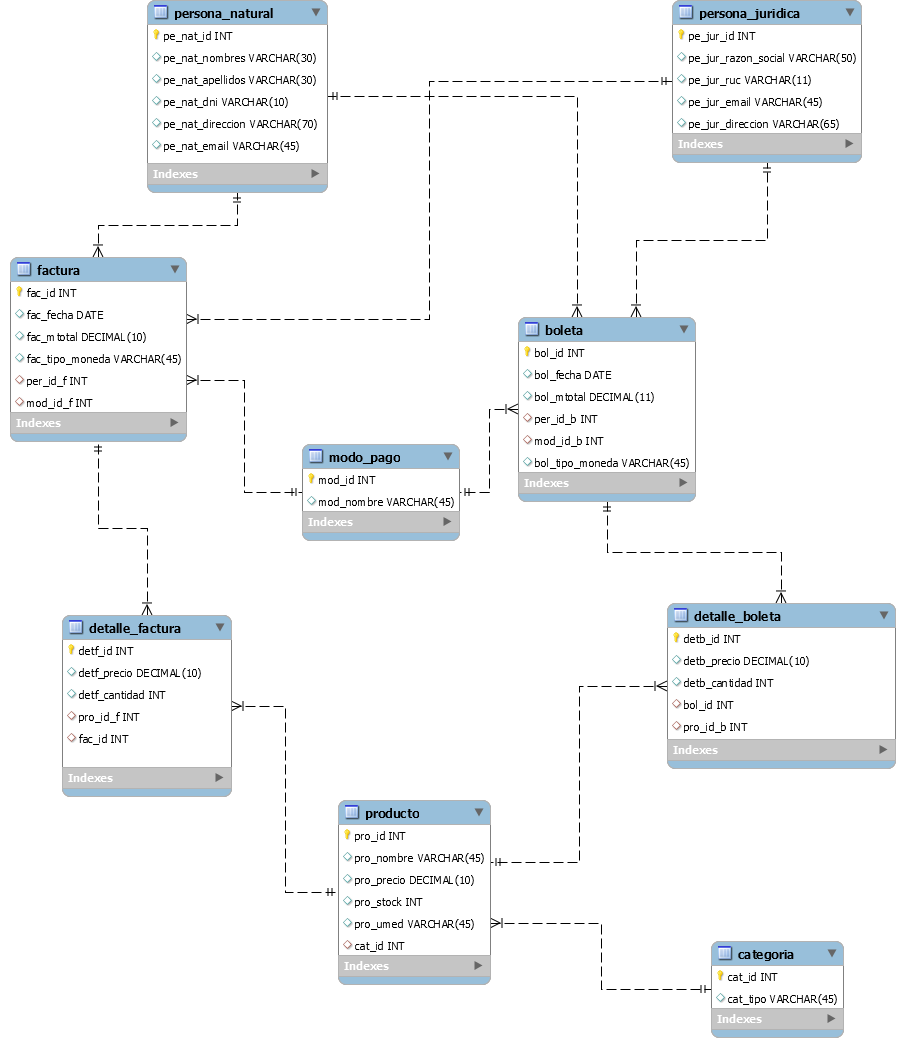 persona_natural
pe_nat_id INT
pe_nat_nombres VARCHAR(30)
pe_nat_apellidos VARCHAR(30)
pe_nat_dni VARCHAR(10)
pe_nat_direccion VARCHAR(70)
pe_nat_email VARCHAR(45)
Indexes
persona_juridica
pe_jur_id INT
pe_jur_razon_social VARCHAR(50)
pe_jur_ruc VARCHAR(11)
pe_jur_email VARCHAR(45)
pe_jur_direccion VARCHAR(65)
Indexes
factura
fac_id INT
fac_fecha DATE
fac_mtotal DECIMAL(10)
fac_tipo_moneda VARCHAR(45)
per_id_f INT
mod_id_f INT
Indexes
boleta
bol_id INT
bol_fecha DATE
bol_mtotal DECIMAL(11)
per_id_b INT
mod_id_b INT
bol_tipo_moneda VARCHAR(45)
Indexes
modo_pago
mod_id INT
mod_nombre VARCHAR(45)
Indexes
detalle_factura
detf_id INT
detf_precio DECIMAL(10)
detf_cantidad INT
pro_id_f INT
fac_id INT
Indexes
detalle_boleta
detb_id INT
detb_precio DECIMAL(10)
detb_cantidad INT
bol_id INT
pro_id_b INT
Indexes
producto
pro_id INT
pro_nombre VARCHAR(45)
pro_precio DECIMAL(10)
pro_stock INT
pro_umed VARCHAR(45)
cat_id INT
Indexes
categoria
cat_id INT
cat_tipo VARCHAR(45)
Indexes